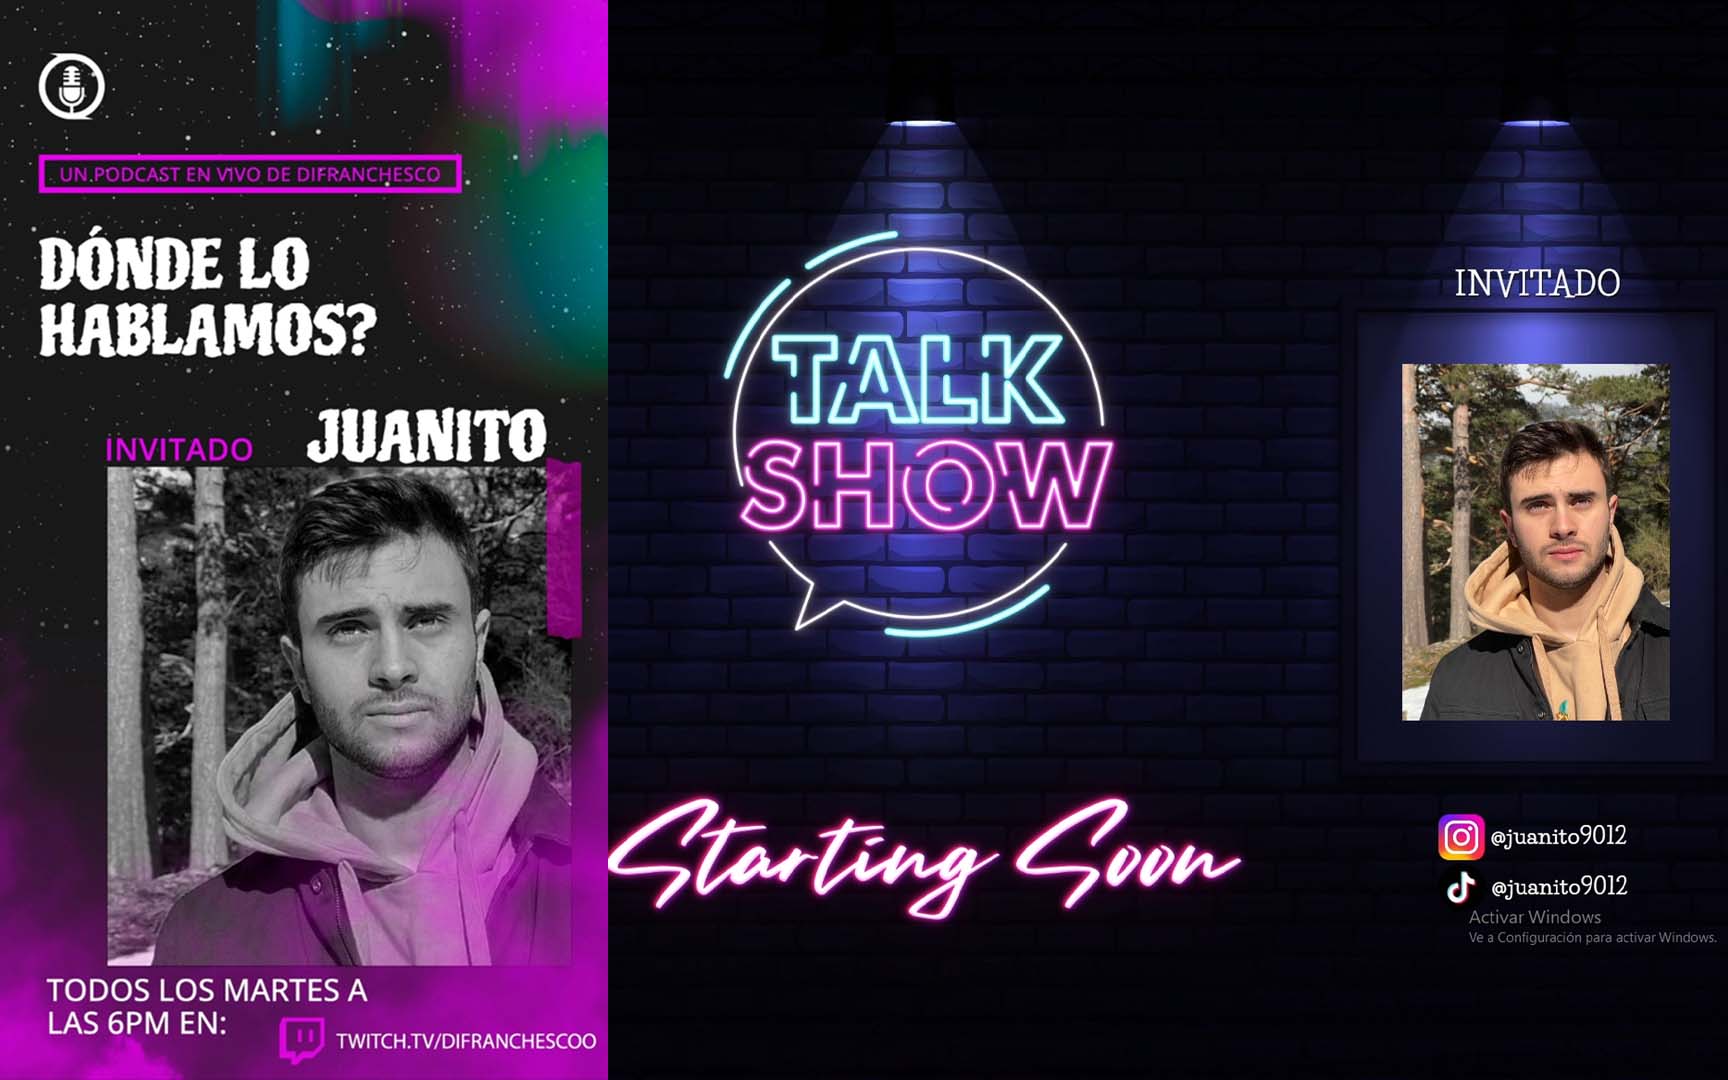 UN PODCAST EN VIVO DE DIFRANCHESCO
DÓNDE LO
HABLAMOS?
INVITADO
JUANITO
TODOS LOS MARTES A
LAS 6PM EN:
TWITCH.TV/DIFRANCHESCOO
TALK
SHOW
Starting Soon
INVITADO
@juanito9012
@juanito9012
Activar Windows
Ve a Configuración para activar Windows.